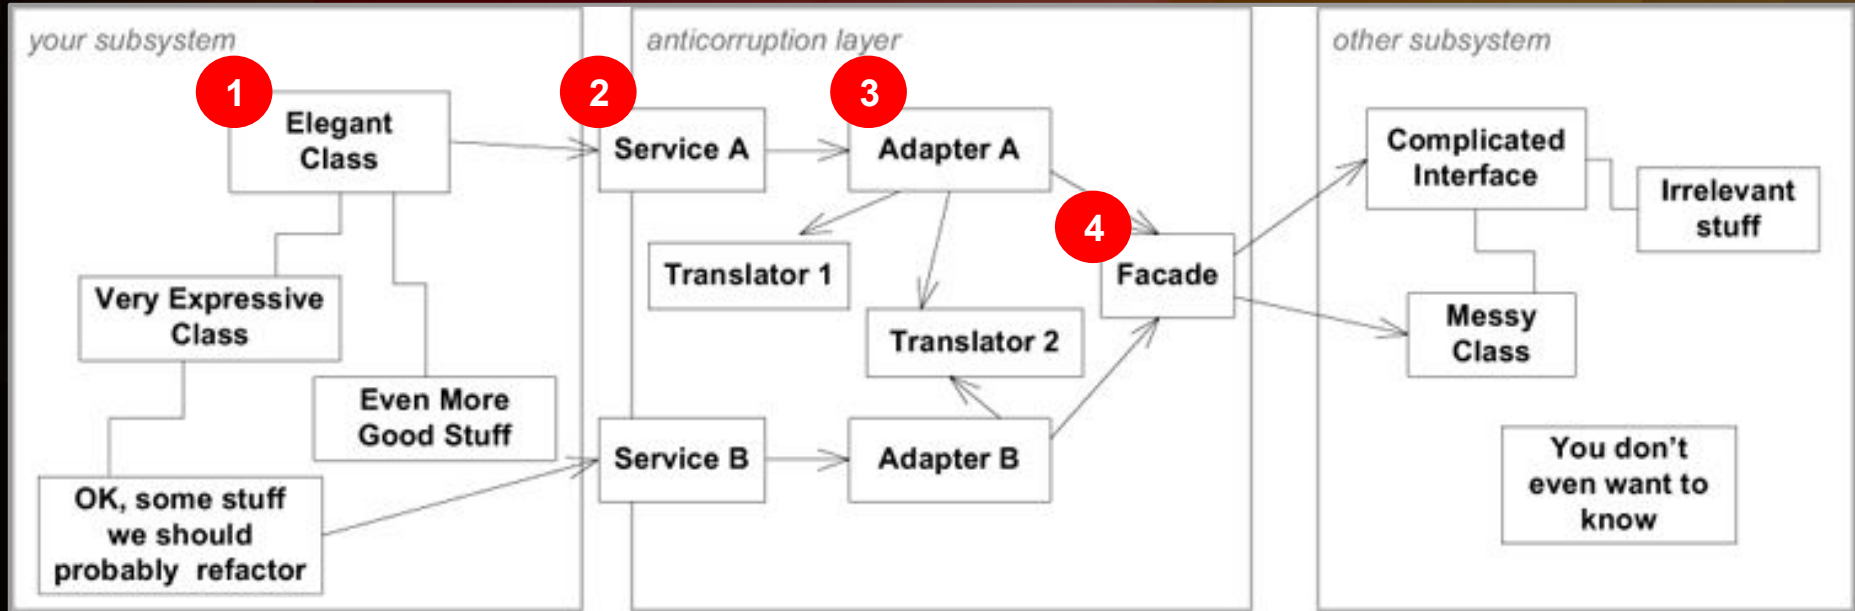 your subsystem
anticorruption layer
other subsystem
1
2
3
Elegant
Class
Service A
Adapter A
Complicated
Interface
Irrelevant
stuff
4
Translator 1
Facade
Very Expressive
Class
Translator 2
Messy
Class
Even More
Good Stuff
Service B
Adapter B
You don't
even want to
know
OK, some stuff
we should
probably refactor